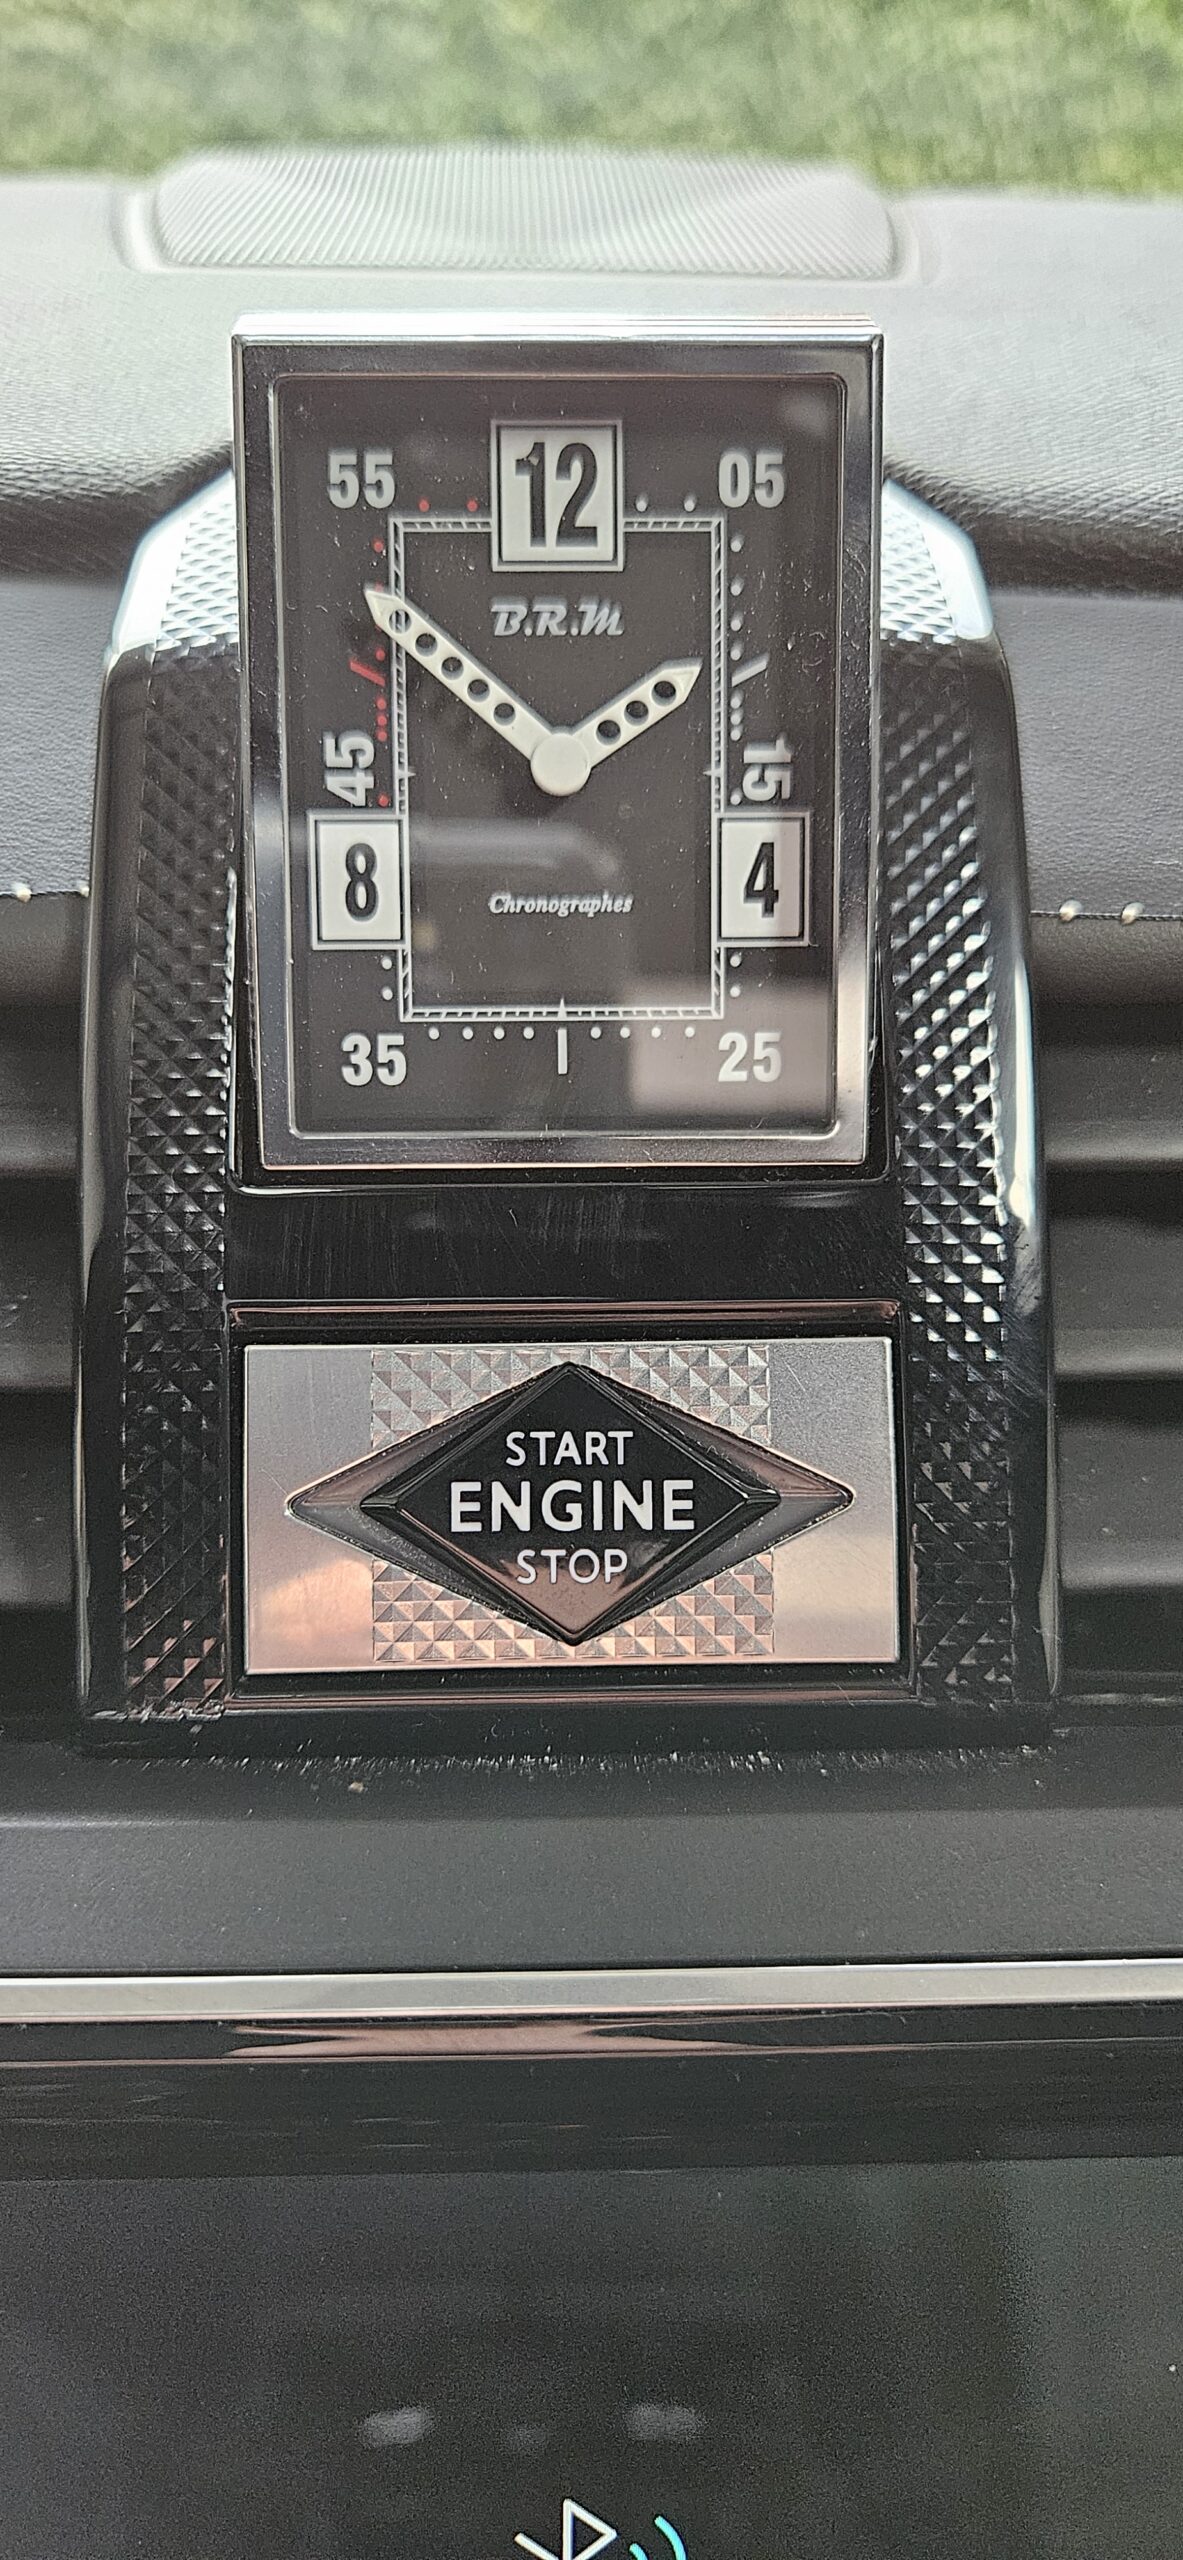 55 12 05
B.R.M
45 15
8 4
Chronographes
35 25
START
ENGINE
STOP